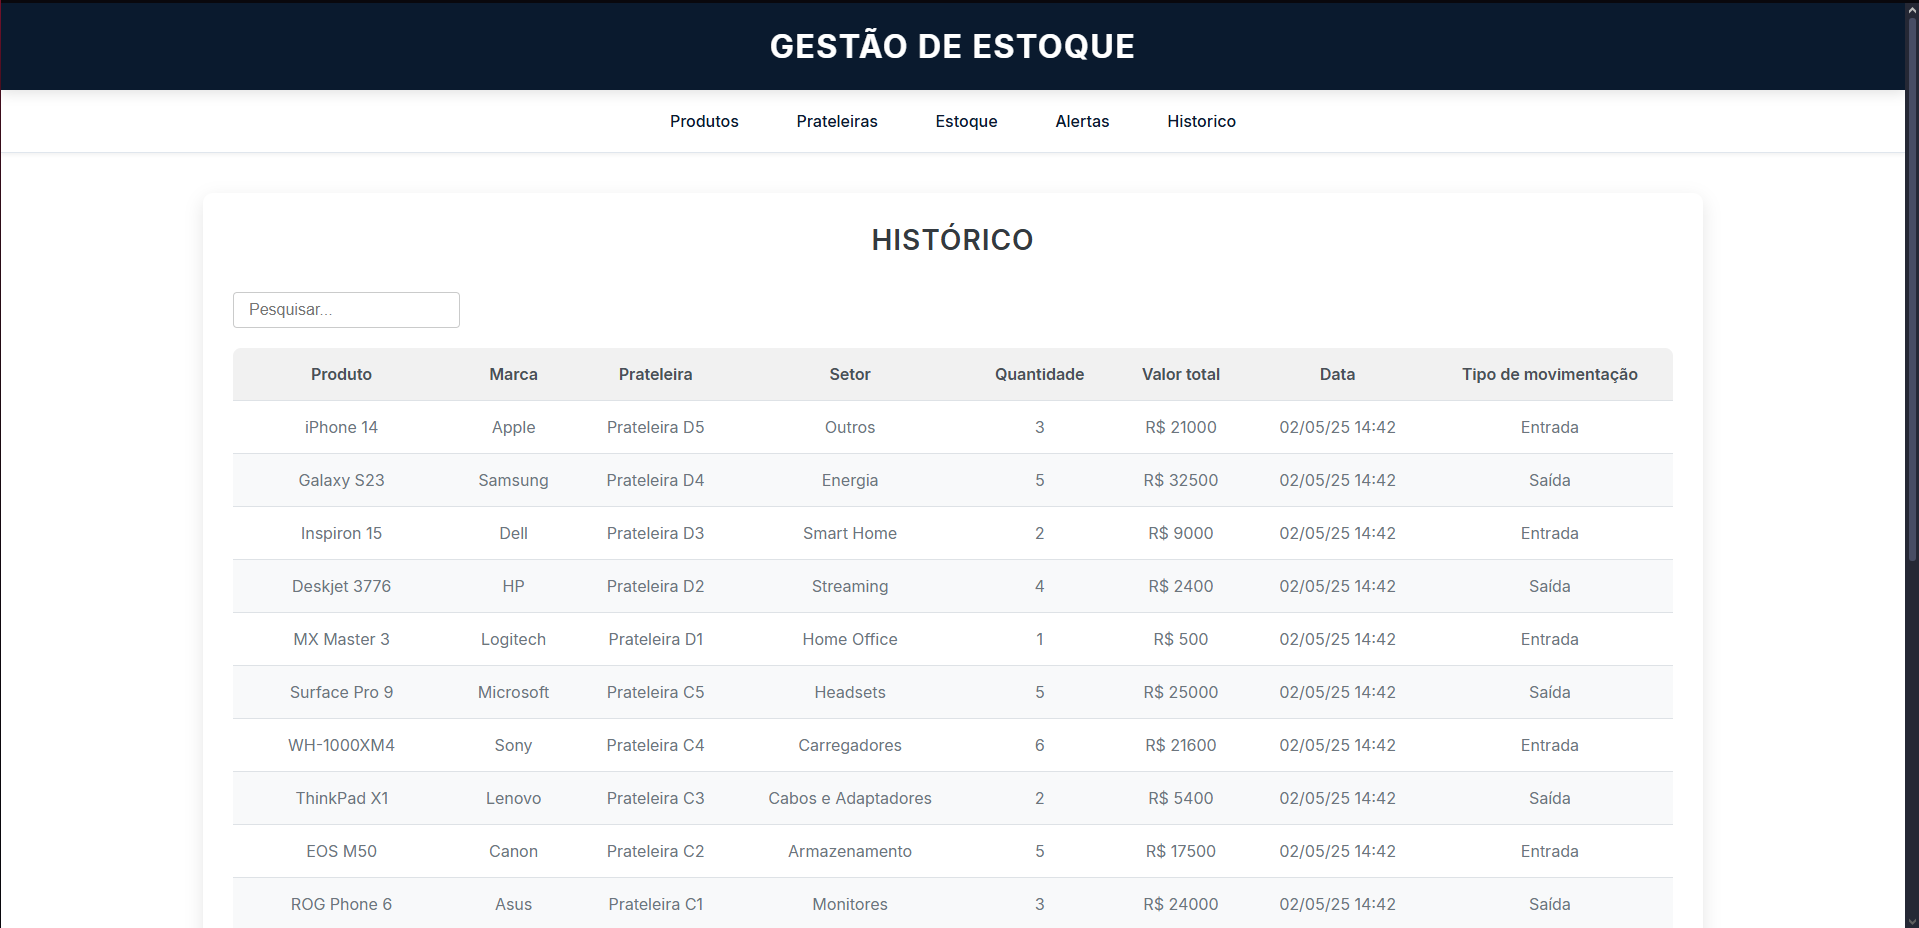 GESTÃO DE ESTOQUE
Produtos Prateleiras Estoque Alertas Historico
HISTÓRICO
Pesquisar...
Produto Marca Prateleira Setor Quantidade Valor total Data Tipo de movimentação
iPhone 14 Apple Prateleira D5 Outros 3 R$ 21000 02/05/25 14:42 Entrada
Galaxy S23 Samsung Prateleira D4 Energia 5 R$ 32500 02/05/25 14:42 Saída
Inspiron 15 Dell Prateleira D3 Smart Home 2 R$ 9000 02/05/25 14:42 Entrada
Deskjet 3776 HP Prateleira D2 Streaming 4 R$ 2400 02/05/25 14:42 Saída
MX Master 3 Logitech Prateleira D1 Home Office 1 R$ 500 02/05/25 14:42 Entrada
Surface Pro 9 Microsoft Prateleira C5 Headsets 5 R$ 25000 02/05/25 14:42 Saída
WH-1000XM4 Sony Prateleira C4 Carregadores 6 R$ 21600 02/05/25 14:42 Entrada
ThinkPad X1 Lenovo Prateleira C3 Cabos e Adaptadores 2 R$ 5400 02/05/25 14:42 Saída
EOS M50 Canon Prateleira C2 Armazenamento 5 R$ 17500 02/05/25 14:42 Entrada
ROG Phone 6 Asus Prateleira C1 Monitores 3 R$ 24000 02/05/25 14:42 Saída